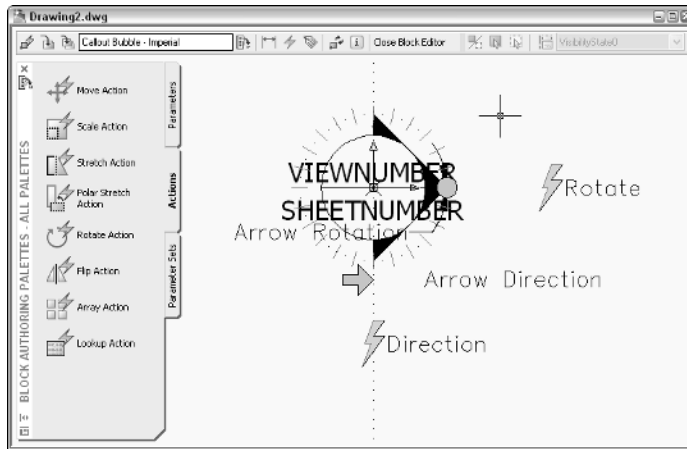 Drawing2.dwg
Callout Bubble - Imperial
Close Block Editor
VisibilityState0
Move Action
Scale Action
Stretch Action
Polar Stretch
Action
Rotate Action
Flip Action
Array Action
Lookup Action
Parameters
Actions
Parameter Sets
BLOCK AUTHORING PALETTES - ALL PALETTES
VIEWNUMBER
SHEETNUMBER
Arrow Rotation
Rotate
Arrow Direction
Direction